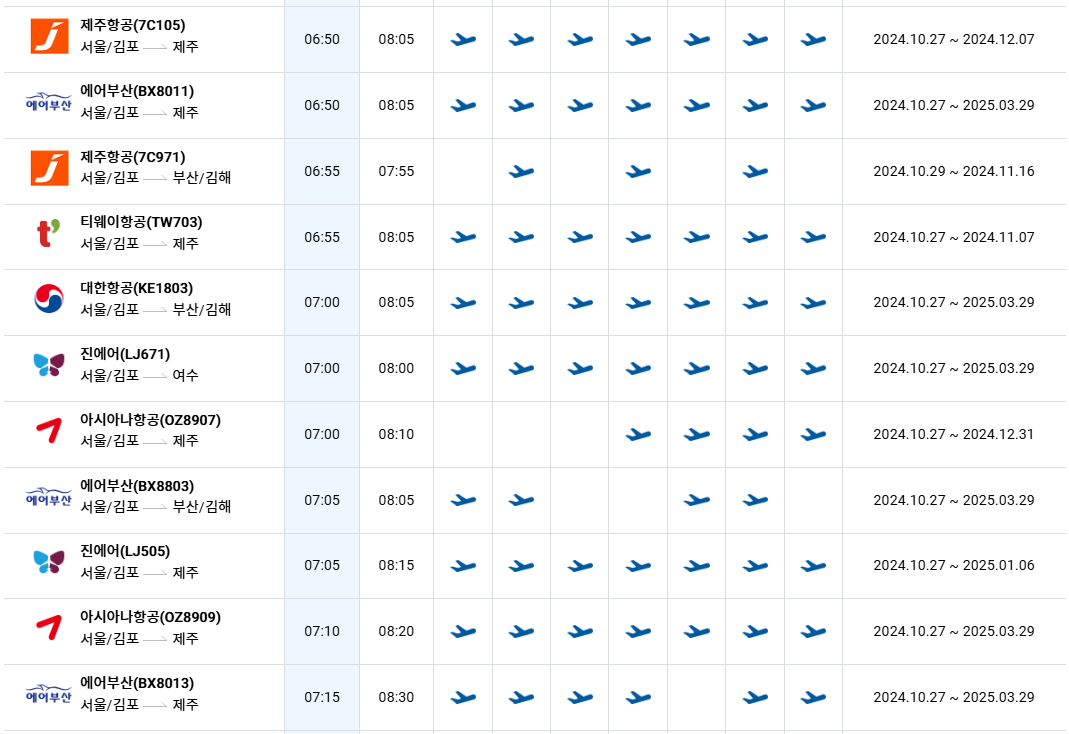 제주항공(7C105)
서울/김포 제주
06:50 08:05 2024.10.27 ~ 2024.12.07
에어부산
에어부산(BX8011)
서울/김포 제주
06:50 08:05 2024.10.27 ~ 2025.03.29
제주항공(7C971)
서울/김포 부산/김해
06:55 07:55 2024.10.29 ~ 2024.11.16
t'
티웨이항공(TW703)
서울/김포 제주
06:55 08:05 2024.10.27 ~ 2024.11.07
대한항공(KE1803)
서울/김포 부산/김해
07:00 08:05 2024.10.27 ~ 2025.03.29
진에어(LJ671)
서울/김포 여수
07:00 08:00 2024.10.27 ~ 2025.03.29
아시아나항공(OZ8907)
서울/김포 제주
07:00 08:10 2024.10.27 ~ 2024.12.31
에어부산
에어부산(BX8803)
서울/김포 부산/김해
07:05 08:05 2024.10.27 ~ 2025.03.29
진에어(LJ505)
서울/김포 제주
07:05 08:15 2024.10.27 ~ 2025.01.06
아시아나항공(OZ8909)
서울/김포 제주
07:10 08:20 2024.10.27 ~ 2025.03.29
에어부산
에어부산(BX8013)
서울/김포 제주
07:15 08:30 2024.10.27 ~ 2025.03.29